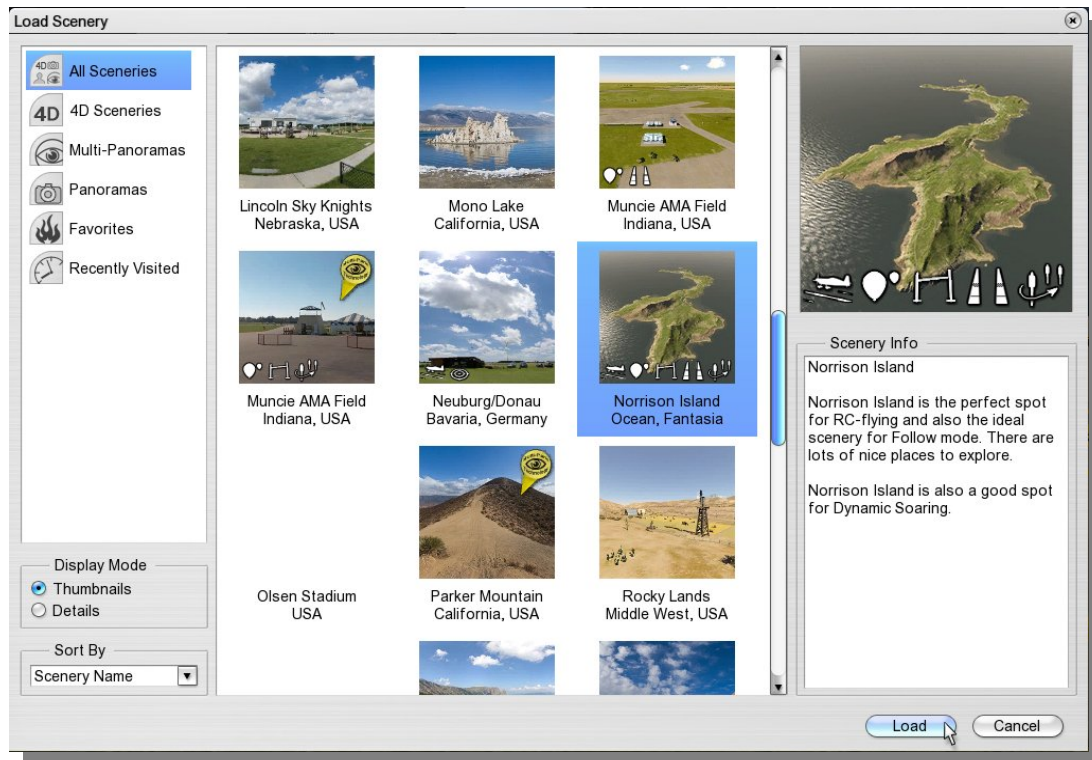 Load Scenery
All Sceneries
4D Sceneries
Multi-Panoramas
Panoramas
Favorites
Recently Visited
Display Mode
Thumbnails
Details
Sort By
Scenery Name
Lincoln Sky Knights
Nebraska, USA
Mono Lake
California, USA
Muncie AMA Field
Indiana, USA
Muncie AMA Field
Indiana, USA
Neuburg/Donau
Bavaria, Germany
Norrison Island
Ocean, Fantasia
Olsen Stadium
USA
Parker Mountain
California, USA
Rocky Lands
Middle West, USA
Scenery Info
Norrison Island
Norrison Island is the perfect spot
for RC-flying and also the ideal
scenery for Follow mode. There are
lots of nice places to explore.
Norrison Island is also a good spot
for Dynamic Soaring.
Load
Cancel